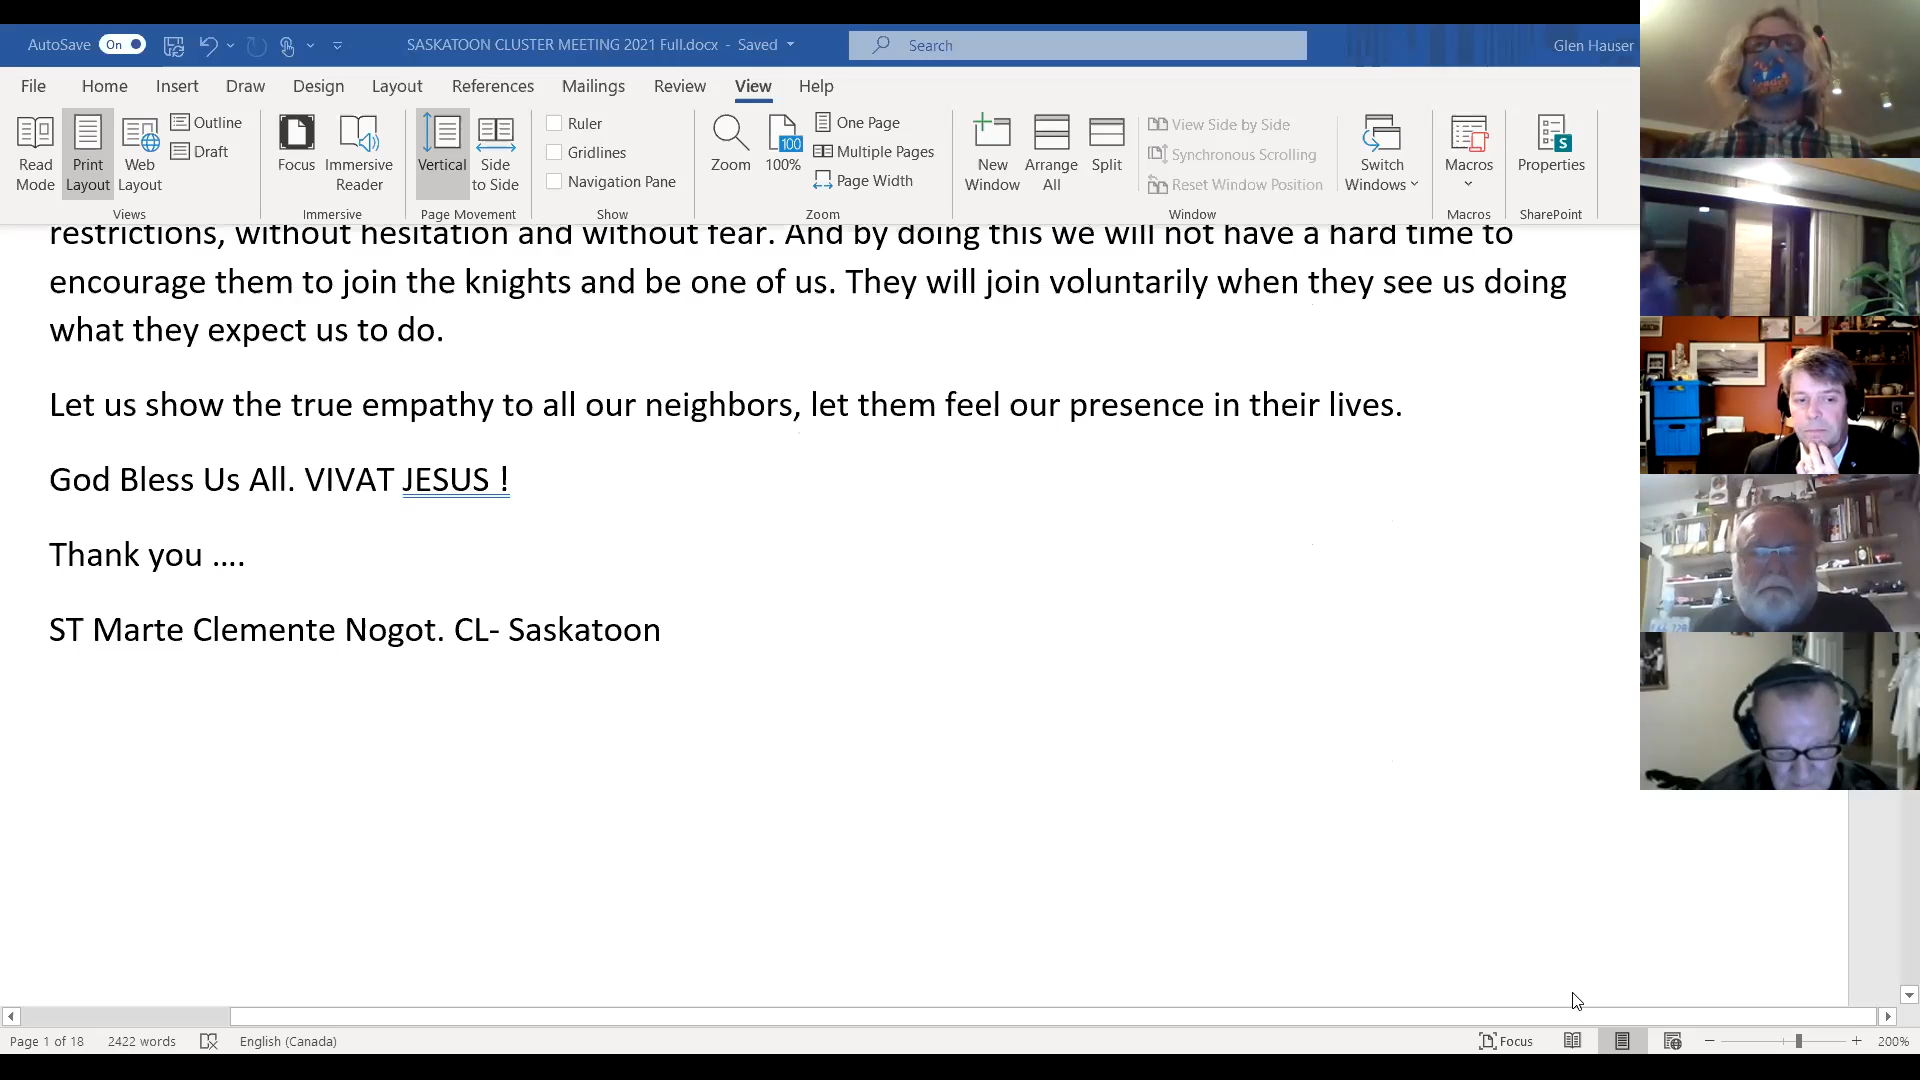 AutoSave On SASKATOON CLUSTER MEETING 2021 Full.docx - Saved Search Glen Hauser
File Home Insert Draw Design Layout References Mailings Review View Help
Read Mode
Print Layout
Web Layout
Outline
Draft
Views
Focus
Immersive Reader
Immersive
Vertical
Side to Side
Page Movement
Ruler
Gridlines
Navigation Pane
Show
Zoom
100
100%
One Page
Multiple Pages
Page Width
Zoom
New Window
Arrange All
Split
View Side by Side
Synchronous Scrolling
Reset Window Position
Switch Windows
Window
Macros
Macros
Properties
SharePoint
restrictions, without hesitation and without fear. And by doing this we will not have a hard time to
encourage them to join the knights and be one of us. They will join voluntarily when they see us doing
what they expect us to do.
Let us show the true empathy to all our neighbors, let them feel our presence in their lives.
God Bless Us All. VIVAT JESUS !
Thank you ....
ST Marte Clemente Nogot. CL- Saskatoon
Page 1 of 18 2422 words English (Canada) Focus 200%